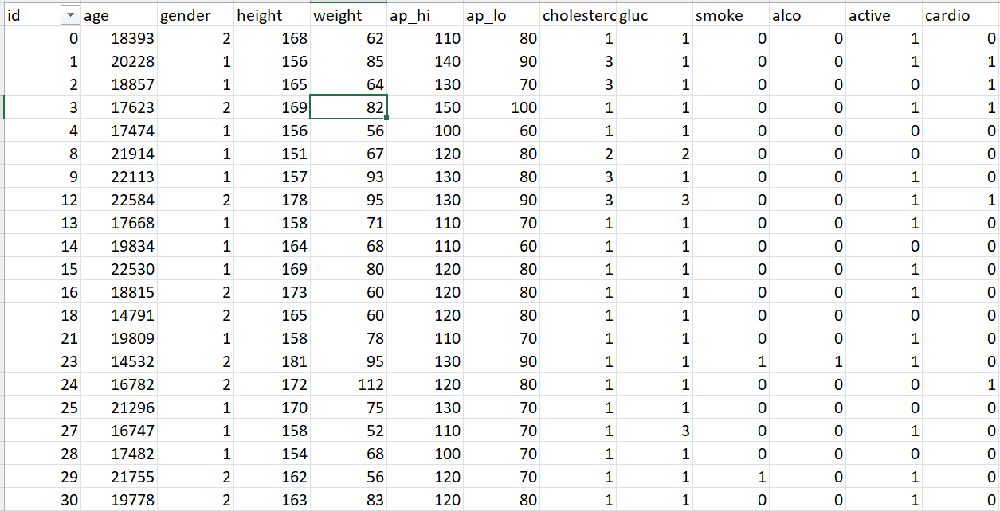 id age gender height weight ap_hi ap_lo cholesterc gluc smoke alco active cardio
0 18393 2 168 62 110 80 1 1 0 0 1 0
1 20228 1 156 85 140 90 3 1 0 0 1 1
2 18857 1 165 64 130 70 3 1 0 0 0 1
3 17623 2 169 82 150 100 1 1 0 0 1 1
4 17474 1 156 56 100 60 1 1 0 0 0 0
8 21914 1 151 67 120 80 2 2 0 0 0 0
9 22113 1 157 93 130 80 3 1 0 0 1 0
12 22584 2 178 95 130 90 3 3 0 0 1 1
13 17668 1 158 71 110 70 1 1 0 0 1 0
14 19834 1 164 68 110 60 1 1 0 0 0 0
15 22530 1 169 80 120 80 1 1 0 0 1 0
16 18815 2 173 60 120 80 1 1 0 0 1 0
18 14791 2 165 60 120 80 1 1 0 0 0 0
21 19809 1 158 78 110 70 1 1 0 0 1 0
23 14532 2 181 95 130 90 1 1 1 1 1 0
24 16782 2 172 112 120 80 1 1 0 0 0 1
25 21296 1 170 75 130 70 1 1 0 0 0 0
27 16747 1 158 52 110 70 1 3 0 0 1 0
28 17482 1 154 68 100 70 1 1 0 0 0 0
29 21755 2 162 56 120 70 1 1 1 0 1 0
30 19778 2 163 83 120 80 1 1 0 0 1 0